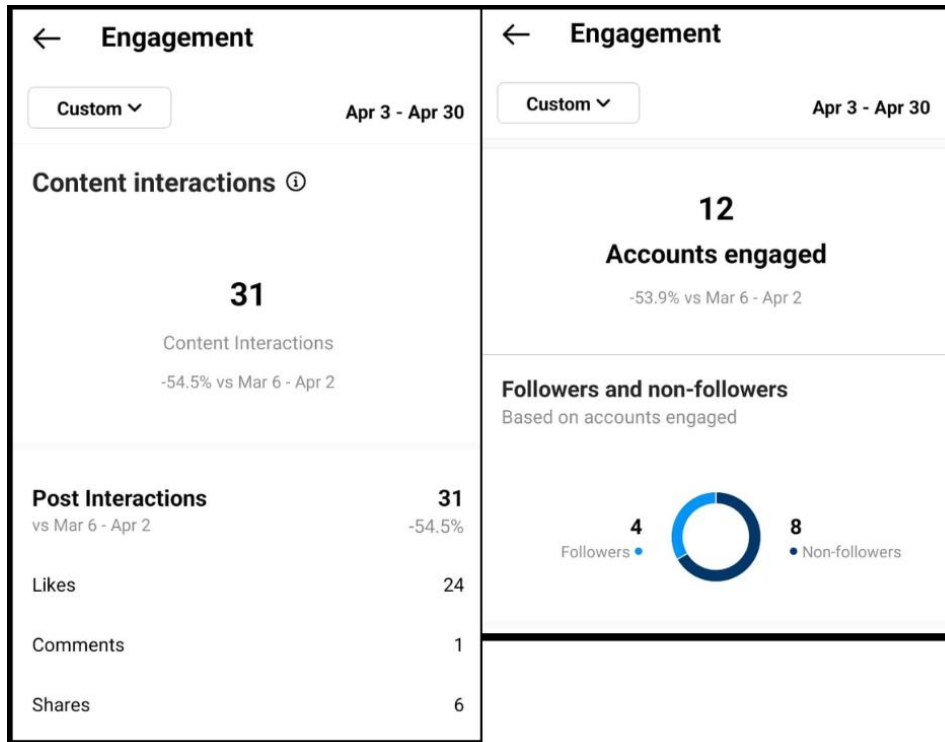 Engagement
Custom
Apr 3 - Apr 30
Content interactions
31
Content Interactions
-54.5% vs Mar 6 - Apr 2
Post Interactions 31
vs Mar 6 - Apr 2 -54.5%
Likes 24
Comments 1
Shares 6
Engagement
Custom
Apr 3 - Apr 30
12
Accounts engaged
-53.9% vs Mar 6 - Apr 2
Followers and non-followers
Based on accounts engaged
4
Followers
8
Non-followers